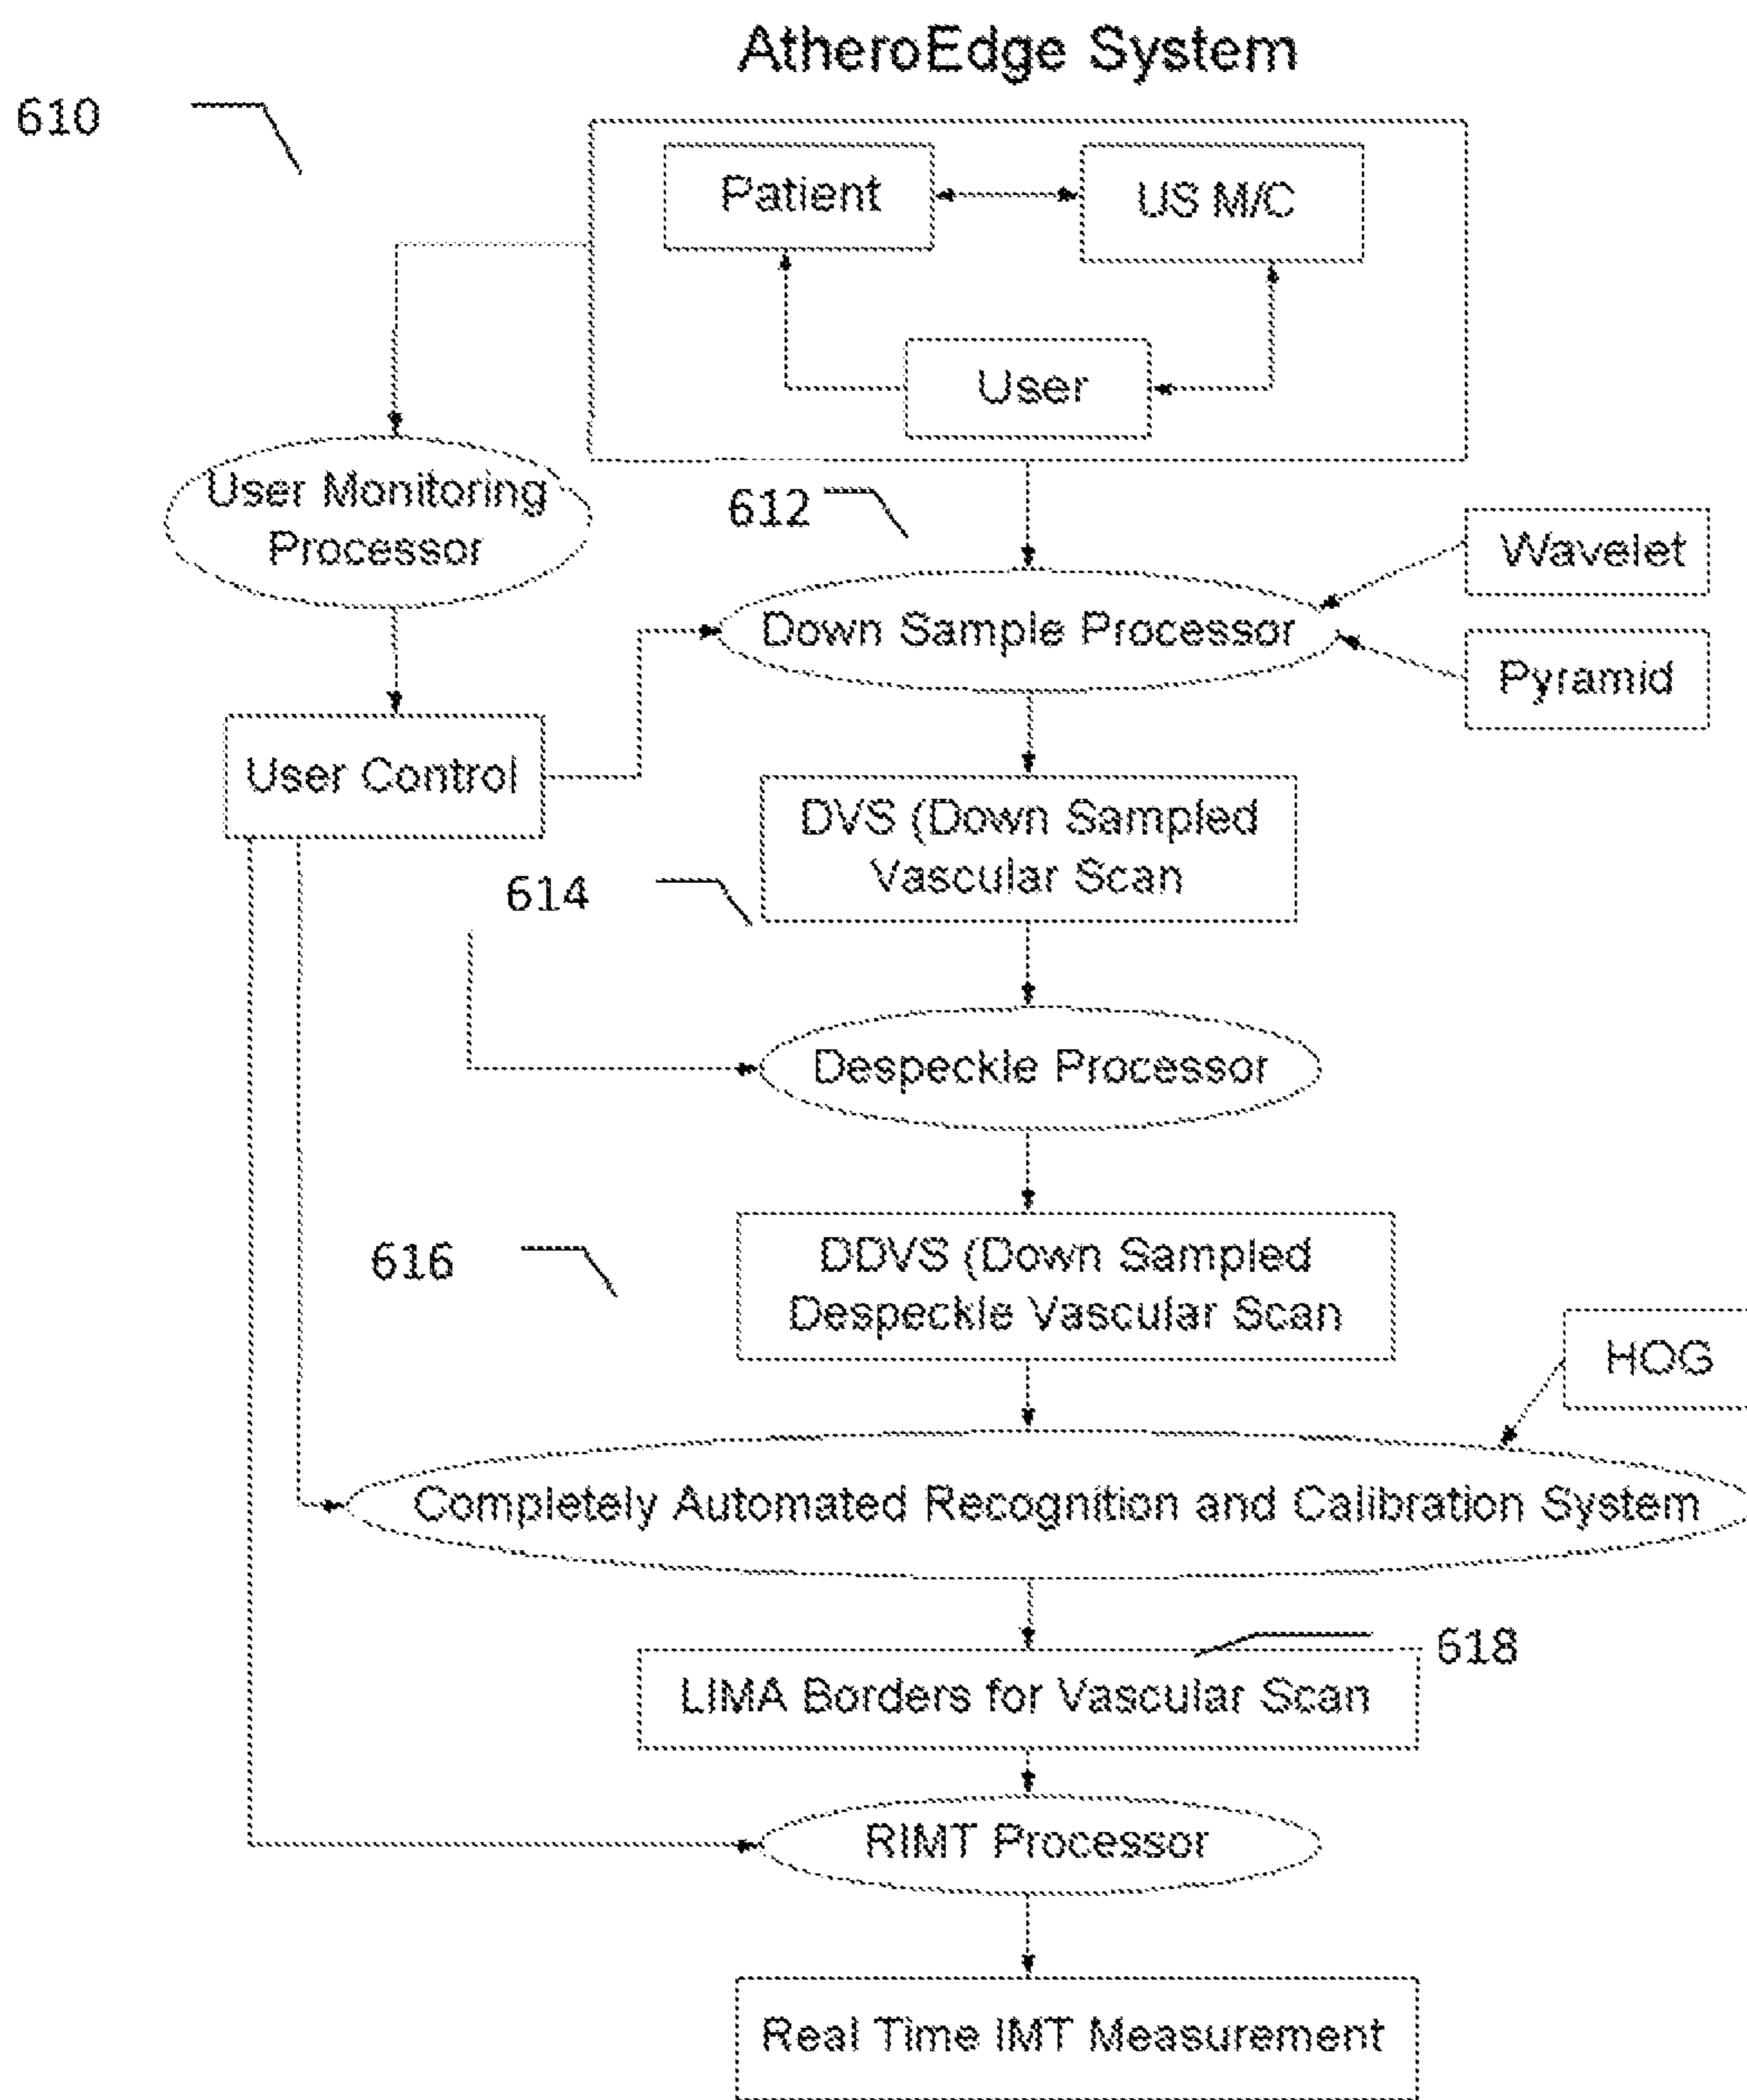 AtheroEdge System
610
Patient
US M/C
User
User Monitoring
Processor
612
Wavelet
Down Sample Processor
Pyramid
User Control
DVS (Down Sampled
Vascular Scan
614
Despeckle Processor
616
DDVS (Down Sampled
Despeckle Vascular Scan
HOG
Completely Automated Recognition and Calibration System
618
LIMA Borders for Vascular Scan
RIMT Processor
Real Time IMT Measurement